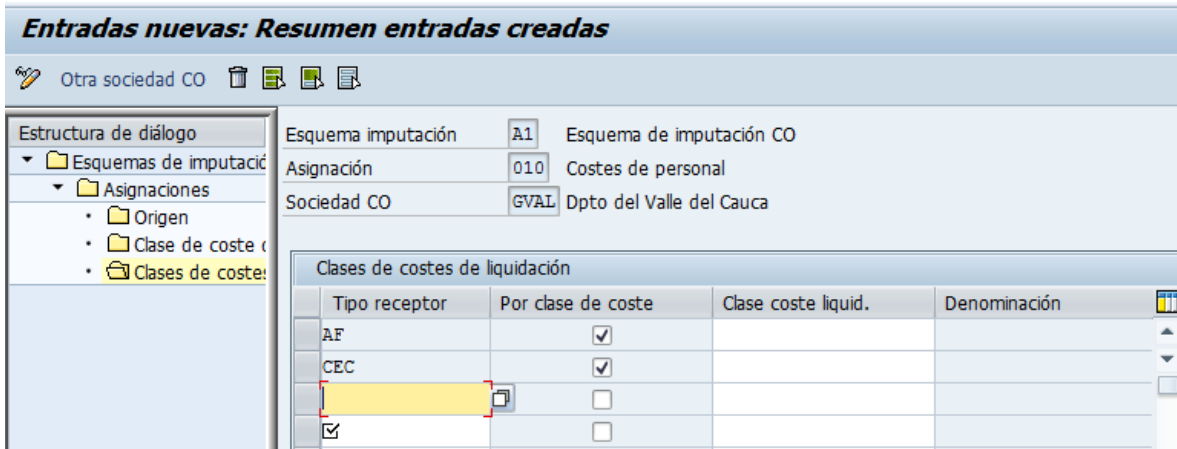 Entradas nuevas: Resumen entradas creadas
Otra sociedad CO
Estructura de diálogo
Esquemas de imputació
Asignaciones
Origen
Clase de coste
Clases de costes
Esquema imputación A1 Esquema de imputación CO
Asignación 010 Costes de personal
Sociedad CO GVAL Dpto del Valle del Cauca
Clases de costes de liquidación
Tipo receptor Por clase de coste Clase coste liquid. Denominación
AF
CEC